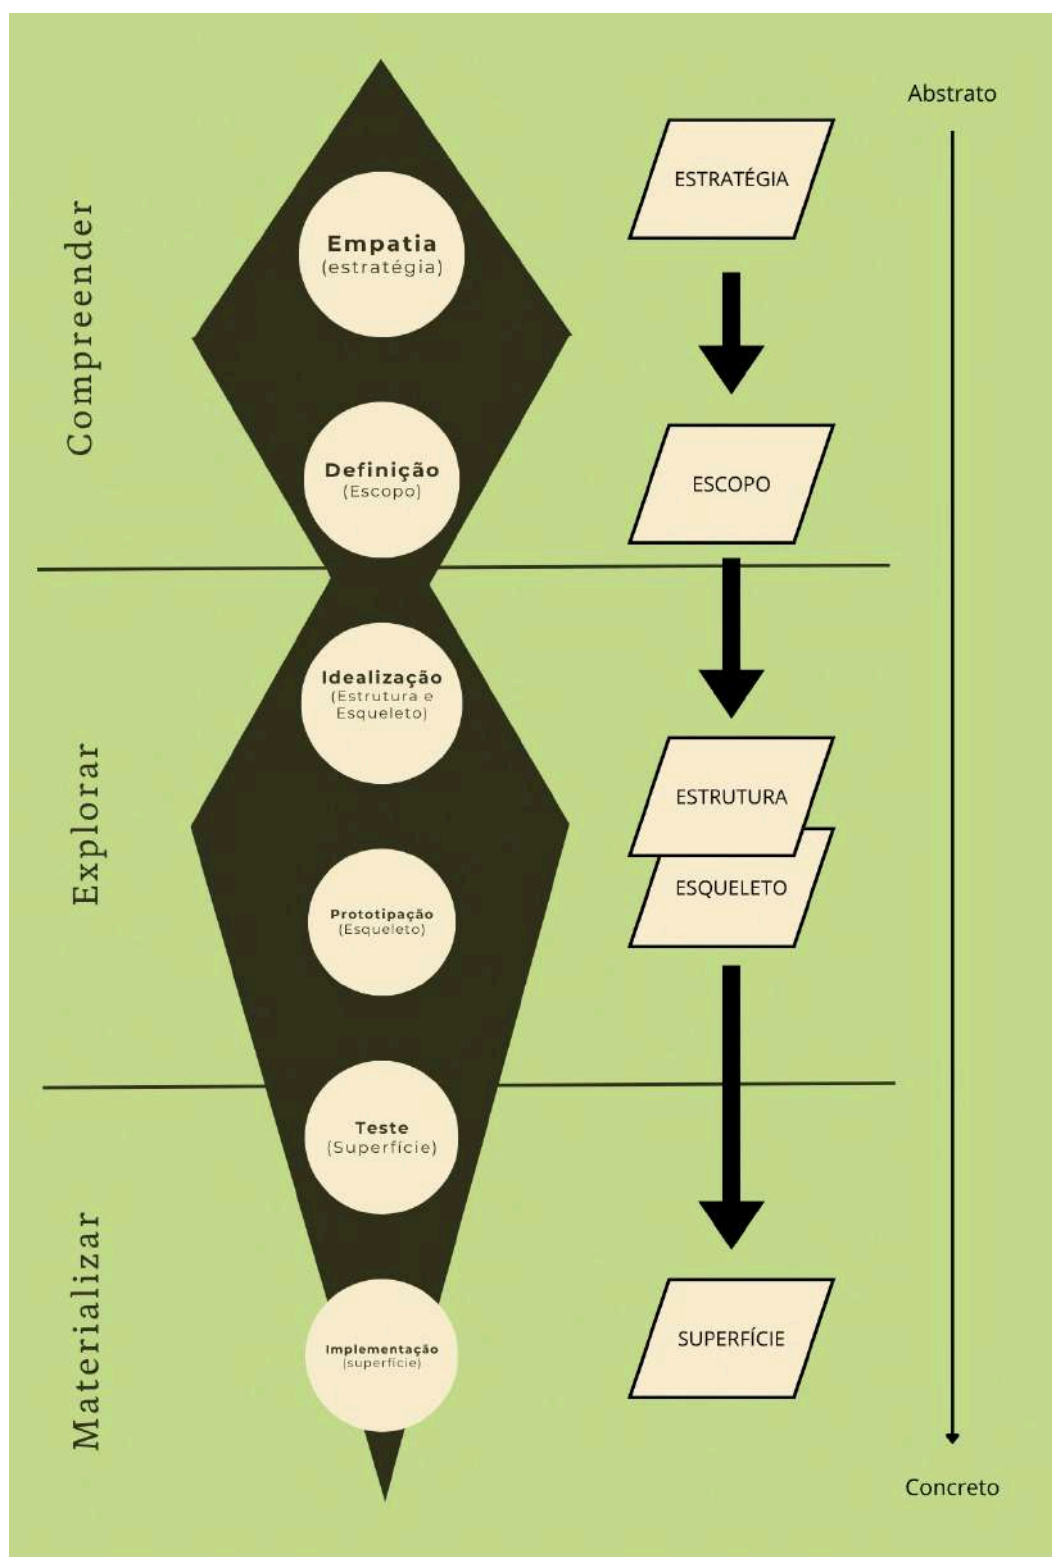 Compreender
Empatia
(estratégia)
Definição
(Escopo)
Explorar
Idealização
(Estrutura e
Esqueleto)
Prototipação
(Esqueleto)
Materializar
Teste
(Superfície)
Implementação
(superfície)
ESTRATÉGIA
ESCOPO
ESTRUTURA
ESQUELETO
SUPERFÍCIE
Abstrato
Concreto